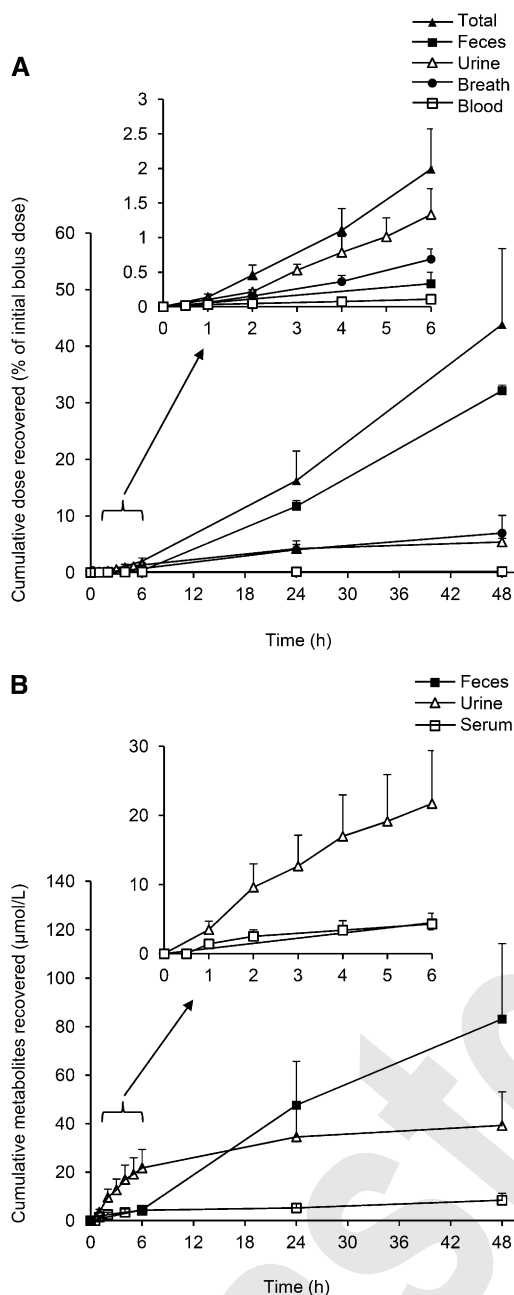 A
Total
Feces
Urine
Breath
Blood
Cumulative dose recovered (% of initial bolus dose)
3
2.5
2
1.5
1
0.5
0
0 1 2 3 4 5 6
60
50
40
30
20
10
0
0 6 12 18 24 30 36 42 48
Time (h)
B
Feces
Urine
Serum
Cumulative metabolites recovered (μmol/L)
30
20
10
0
0 1 2 3 4 5 6
140
120
100
80
60
40
20
0
0 6 12 18 24 30 36 42 48
Time (h)